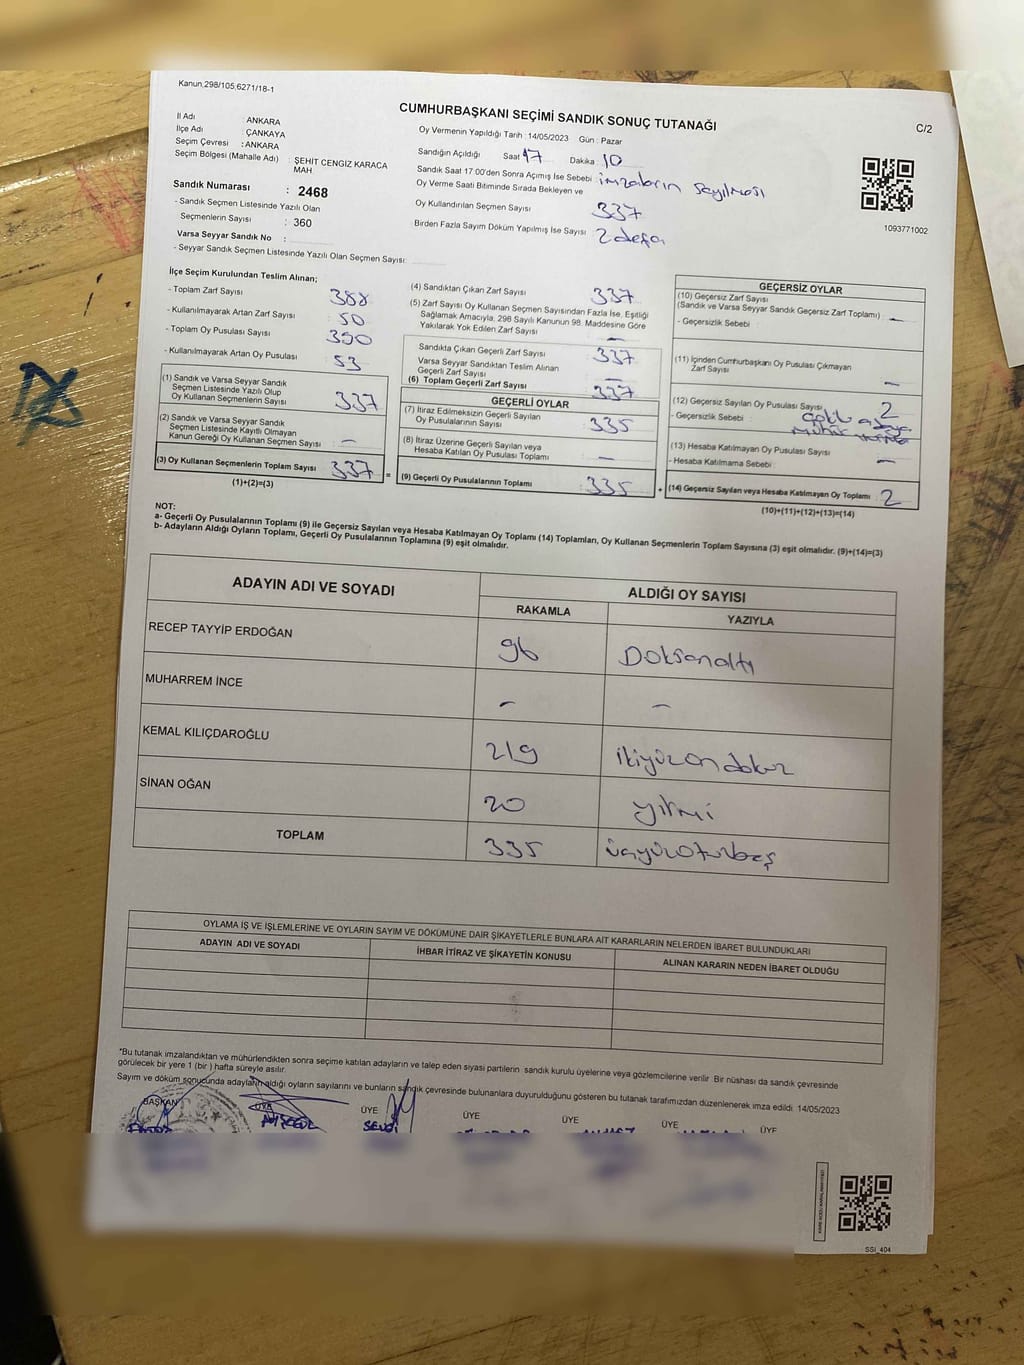 Kanun,298/105,6271/18-1
CUMHURBAŞKANI SEÇİMİ SANDIK SONUÇ TUTANAĞI
C/2
İl Adı : ANKARA
İlçe Adı : ÇANKAYA
Seçim Çevresi : ANKARA
Seçim Bölgesi (Mahalle Adı) : ŞEHİT CENGİZ KARACA MAH
Sandık Numarası : 2468
- Sandık Seçmen Listesinde Yazılı Olan
Seçmenlerin Sayısı : 360
Varsa Seyyar Sandık No :
- Seyyar Sandık Seçmen Listesinde Yazılı Olan Seçmen Sayısı:
Oy Vermenin Yapıldığı Tarih : 14/05/2023 Gün : Pazar
Sandığın Açıldığı Saat 17 Dakika : 10
Sandık Saat 17.00'den Sonra Açımış İse Sebebi : imzaların sayılması
Oy Verme Saati Bitiminde Sırada Bekleyen ve
Oy Kullandırılan Seçmen Sayısı 337
Birden Fazla Sayım Döküm Yapılmış İse Sayısı : 2 defa
1093771002
İlçe Seçim Kurulundan Teslim Alınan;
- Toplam Zarf Sayısı 388
- Kullanılmayarak Artan Zarf Sayısı : 50
- Toplam Oy Pusulası Sayısı 390
- Kullanılmayarak Artan Oy Pusulası : 53
(1) Sandık ve Varsa Seyyar Sandık
Seçmen Listesinde Yazılı Olup
Oy Kullanan Seçmenlerin Sayısı : 337
(2) Sandık ve Varsa Seyyar Sandık
Seçmen Listesinde Kayıtlı Olmayan
Kanun Gereği Oy Kullanan Seçmen Sayısı : -
(3) Oy Kullanan Seçmenlerin Toplam Sayısı : 337 =
(1)+(2)=(3)
(4) Sandıktan Çıkan Zarf Sayısı : 337
(5) Zarf Sayısı Oy Kullanan Seçmen Sayısından Fazla İse, Eşitliği
Sağlamak Amacıyla, 298 Sayılı Kanunun 98. Maddesine Göre
Yakılarak Yok Edilen Zarf Sayısı : -
Sandıkta Çıkan Geçerli Zarf Sayısı : 337
Varsa Seyyar Sandıktan Teslim Alınan
Geçerli Zarf Sayısı : -
(6) Toplam Geçerli Zarf Sayısı : 337
GEÇERLİ OYLAR
(7) İtiraz Edilmeksizin Geçerli Sayılan
Oy Pusulalarının Sayısı : 335
(8) İtiraz Üzerine Geçerli Sayılan veya
Hesaba Katılan Oy Pusulası Toplamı : -
(9) Geçerli Oy Pusulalarının Toplamı : 335 +
GEÇERSİZ OYLAR
(10) Geçersiz Zarf Sayısı
(Sandık ve Varsa Seyyar Sandık Geçersiz Zarf Toplamı) : -
- Geçersizlik Sebebi :
(11) İçinden Cumhurbaşkanı Oy Pusulası Çıkmayan
Zarf Sayısı : -
(12) Geçersiz Sayılan Oy Pusulası Sayısı : 2
- Geçersizlik Sebebi :
(13) Hesaba Katılmayan Oy Pusulası Sayısı : -
- Hesaba Katılmama Sebebi :
(14) Geçersiz Sayılan veya Hesaba Katılmayan Oy Toplamı : 2
(10)+(11)+(12)+(13)=(14)
NOT:
a- Geçerli Oy Pusulalarının Toplamı (9) ile Geçersiz Sayılan veya Hesaba Katılmayan Oy Toplamı (14) Toplamları, Oy Kullanan Seçmenlerin Toplam Sayısına (3) eşit olmalıdır. (9)+(14)=(3)
b- Adayların Aldığı Oyların Toplamı, Geçerli Oy Pusulalarının Toplamına (9) eşit olmalıdır.
ADAYIN ADI VE SOYADI ALDIĞI OY SAYISI
RAKAMLA YAZIYLA
RECEP TAYYİP ERDOĞAN 96 Doksanaltı
MUHARREM İNCE - -
KEMAL KILIÇDAROĞLU 219 ikiyüzondokuz
SİNAN OĞAN 20 yirmi
TOPLAM 335 üçyüzotuzbeş
OYLAMA İŞ VE İŞLEMLERİNE VE OYLARIN SAYIM VE DÖKÜMÜNE DAİR ŞİKAYETLERLE BUNLARA AİT KARARLARIN NELERDEN İBARET BULUNDUKLARI
ADAYIN ADI VE SOYADI İHBAR İTİRAZ VE ŞİKAYETİN KONUSU ALINAN KARARIN NEDEN İBARET OLDUĞU
*Bu tutanak imzalandıktan ve mühürlendikten sonra seçime katılan adayların ve talep eden siyasi partilerin sandık kurulu üyelerine veya gözlemcilerine verilir. Bir nüshası da sandık çevresinde
görülecek bir yere 1 (bir) hafta süreyle asılır.
Sayım ve döküm sonucunda adayların aldığı oyların sayılarını ve bunların sandık çevresinde bulunanlara duyurulduğunu gösteren bu tutanak tarafımızdan düzenlenerek imza edildi. 14/05/2023
BAŞKAN ÜYE ÜYE ÜYE ÜYE ÜYE ÜYE
SSI_404